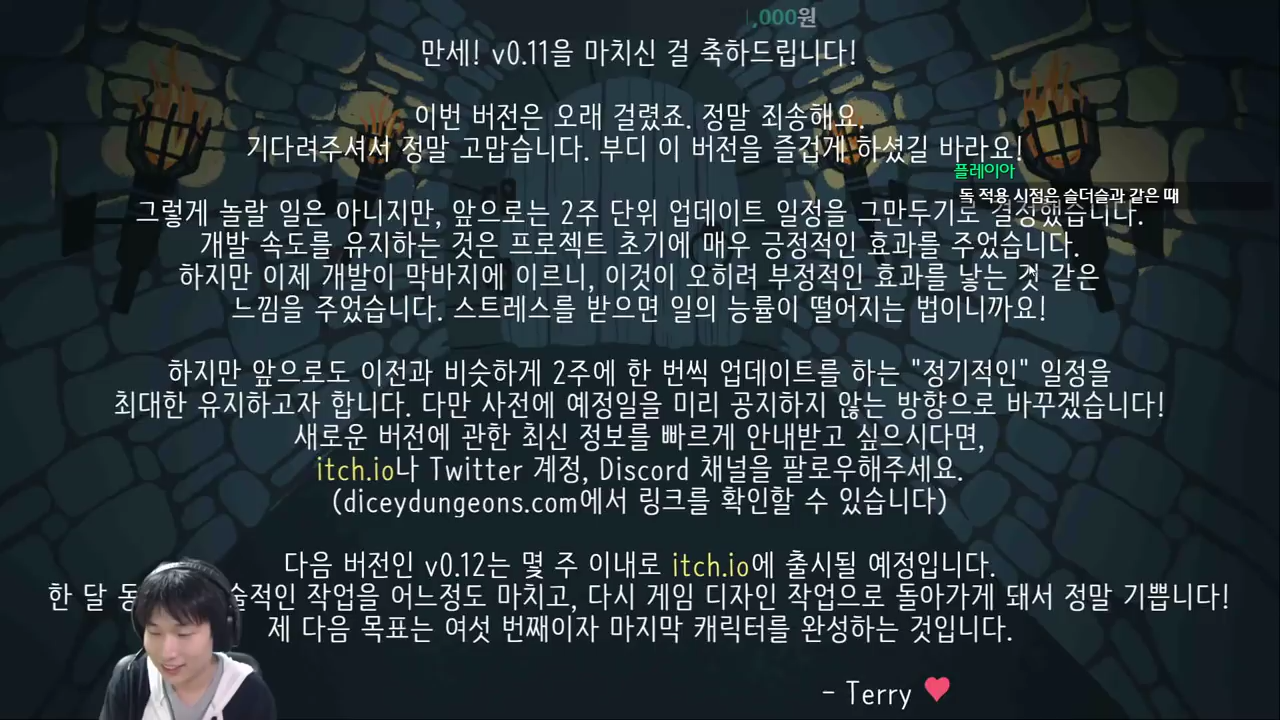 ,000원
만세! v0.11을 마치신 걸 축하드립니다!
이번 버전은 오래 걸렸죠. 정말 죄송해요.
기다려주셔서 정말 고맙습니다. 부디 이 버전을 즐겁게 하셨길 바라요!
플레이아
독 적용 시점은 슬더슬과 같은 때
그렇게 놀랄 일은 아니지만, 앞으로는 2주 단위 업데이트 일정을 그만두기로 결정했습니다.
개발 속도를 유지하는 것은 프로젝트 초기에 매우 긍정적인 효과를 주었습니다.
하지만 이제 개발이 막바지에 이르니, 이것이 오히려 부정적인 효과를 낳는 것 같은
느낌을 주었습니다. 스트레스를 받으면 일의 능률이 떨어지는 법이니까요!
하지만 앞으로도 이전과 비슷하게 2주에 한 번씩 업데이트를 하는 "정기적인" 일정을
최대한 유지하고자 합니다. 다만 사전에 예정일을 미리 공지하지 않는 방향으로 바꾸겠습니다!
새로운 버전에 관한 최신 정보를 빠르게 안내받고 싶으시다면,
itch.io나 Twitter 계정, Discord 채널을 팔로우해주세요.
(diceydungeons.com에서 링크를 확인할 수 있습니다)
다음 버전인 v0.12는 몇 주 이내로 itch.io에 출시될 예정입니다.
한 달 작업을 어느정도 마치고, 다시 게임 디자인 작업으로 돌아가게 돼서 정말 기쁩니다!
제 다음 목표는 여섯 번째이자 마지막 캐릭터를 완성하는 것입니다.
- Terry ♥